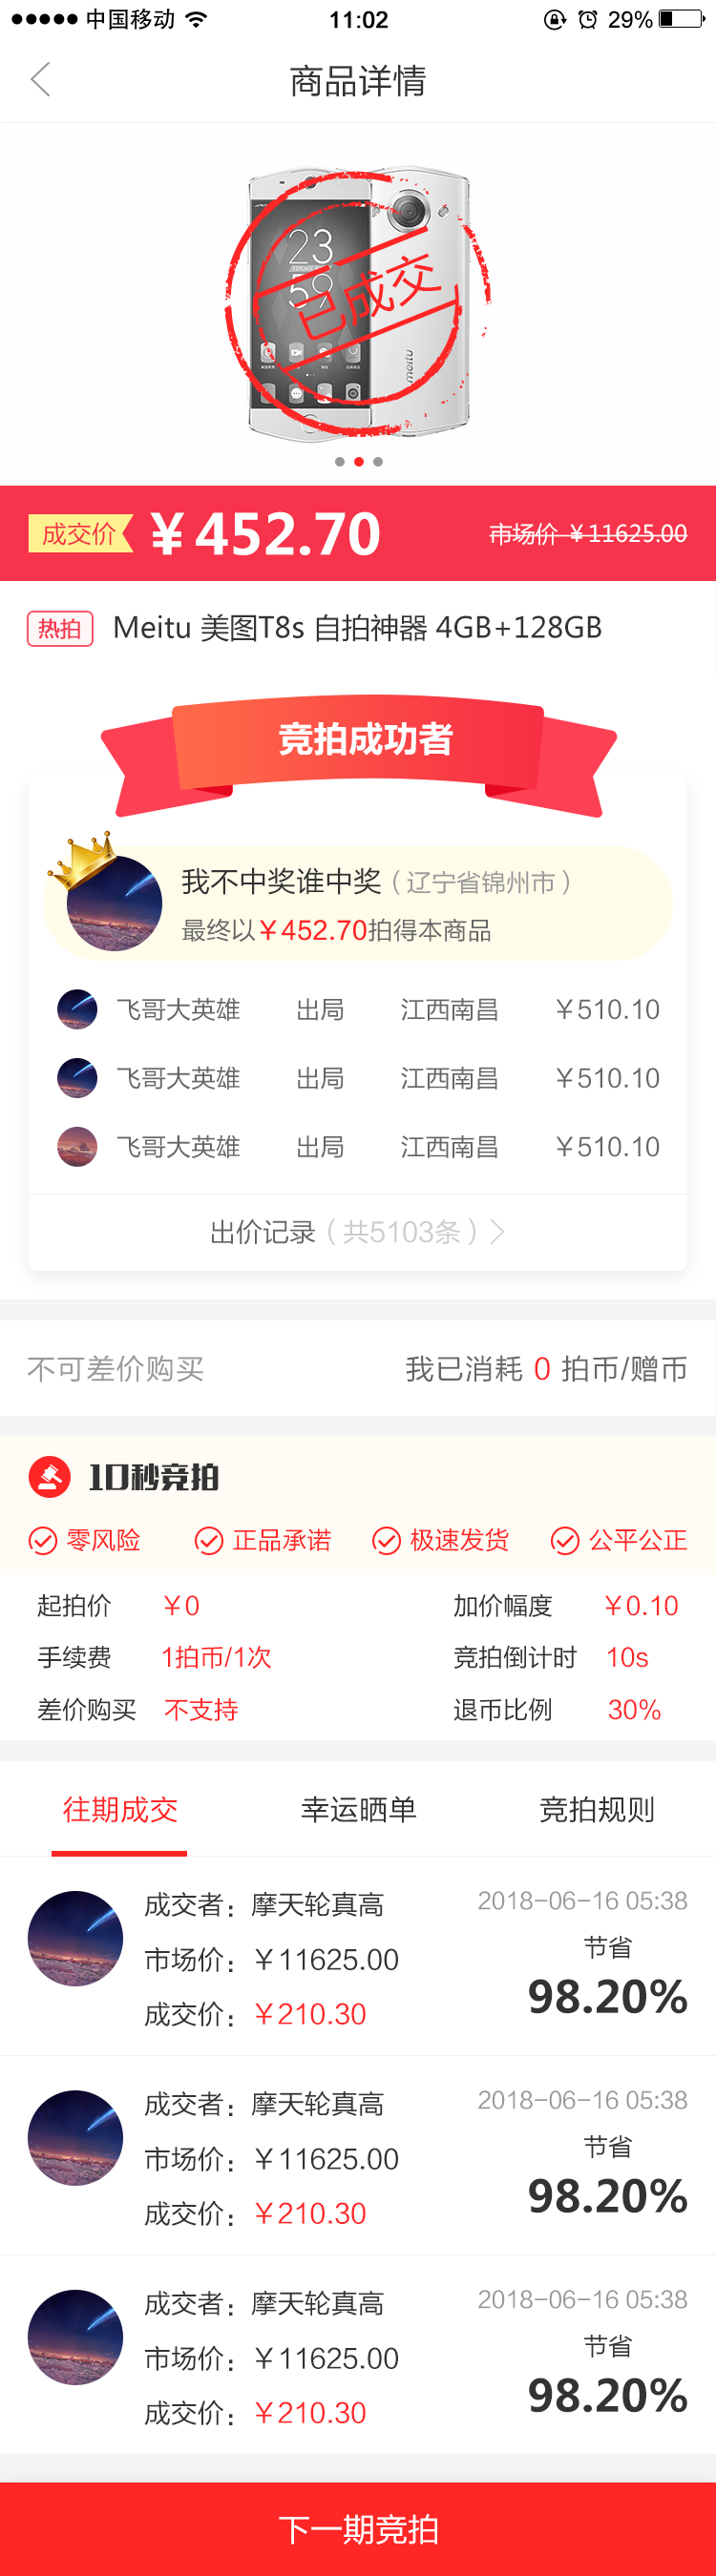 中国移动 11:02 29%
商品详情
23
59
已成交
meitu
成交价 ￥452.70 市场价 ￥11625.00
热拍 Meitu 美图T8s 自拍神器 4GB+128GB
竞拍成功者
我不中奖谁中奖（辽宁省锦州市）
最终以￥452.70拍得本商品
飞哥大英雄 出局 江西南昌 ￥510.10
飞哥大英雄 出局 江西南昌 ￥510.10
飞哥大英雄 出局 江西南昌 ￥510.10
出价记录（共5103条）
不可差价购买 我已消耗 0 拍币/赠币
10秒竞拍
零风险 正品承诺 极速发货 公平公正
起拍价 ￥0 加价幅度 ￥0.10
手续费 1拍币/1次 竞拍倒计时 10s
差价购买 不支持 退币比例 30%
往期成交 幸运晒单 竞拍规则
成交者：摩天轮真高 2018-06-16 05:38
市场价：￥11625.00 节省
成交价：￥210.30 98.20%
成交者：摩天轮真高 2018-06-16 05:38
市场价：￥11625.00 节省
成交价：￥210.30 98.20%
成交者：摩天轮真高 2018-06-16 05:38
市场价：￥11625.00 节省
成交价：￥210.30 98.20%
下一期竞拍